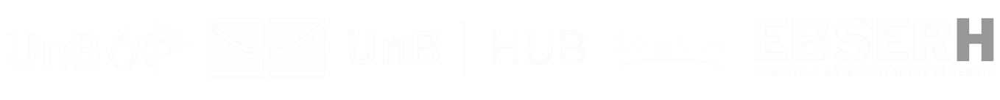 UnB 60
UnB | HUB
EBSERH
HOSPITAIS UNIVERSITÁRIOS FEDERAIS